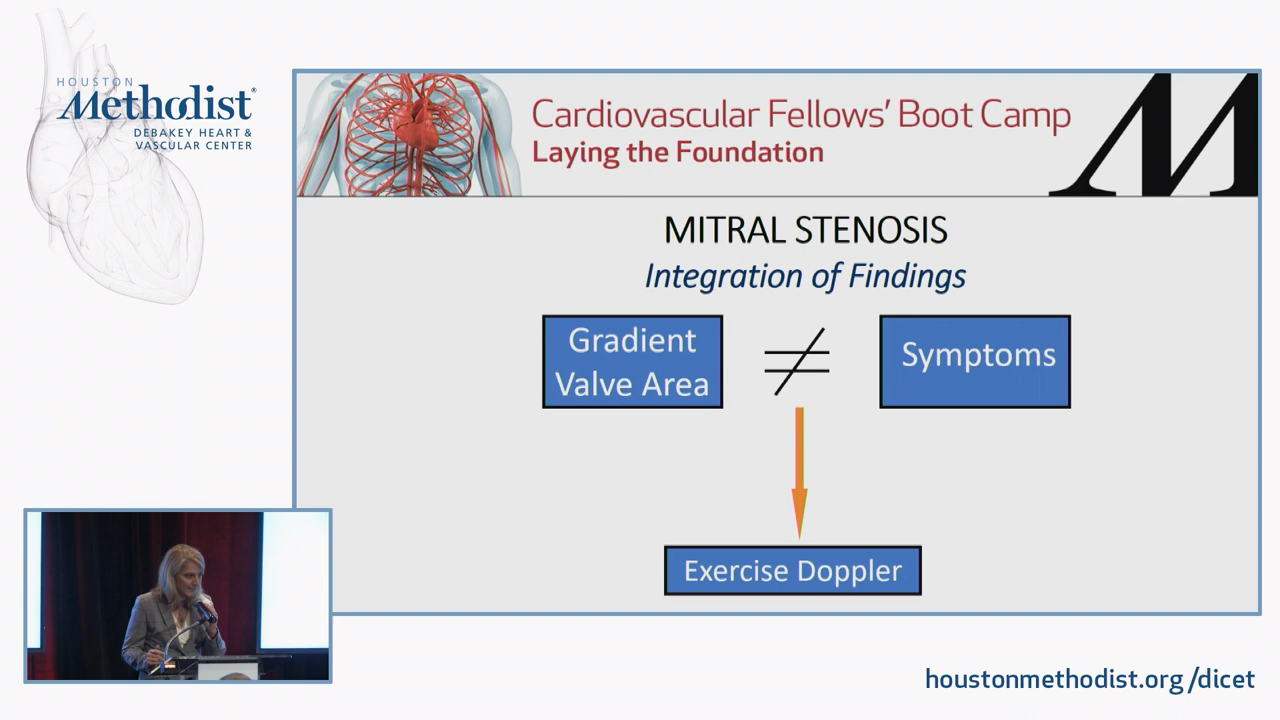 HOUSTON
Methodist®
DEBAKEY HEART &
VASCULAR CENTER
Cardiovascular Fellows' Boot Camp
Laying the Foundation
M
MITRAL STENOSIS
Integration of Findings
Gradient
Valve Area
≠
Symptoms
Exercise Doppler
houstonmethodist.org/dicet